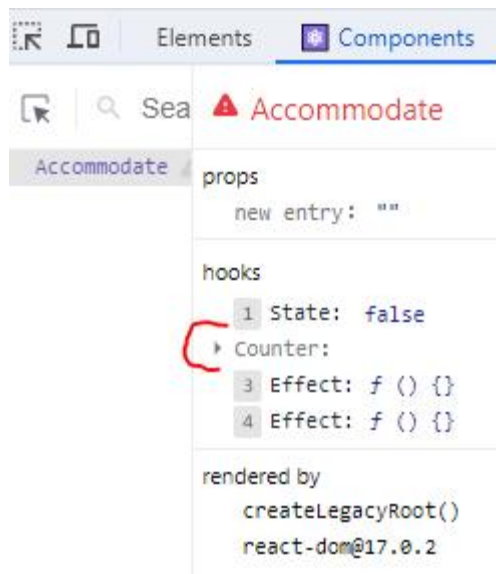 Elements Components
Sea Accommodate
Accommodate
props
new entry: ""
hooks
1 State: false
Counter:
3 Effect: ƒ () {}
4 Effect: ƒ () {}
rendered by
createLegacyRoot()
react-dom@17.0.2